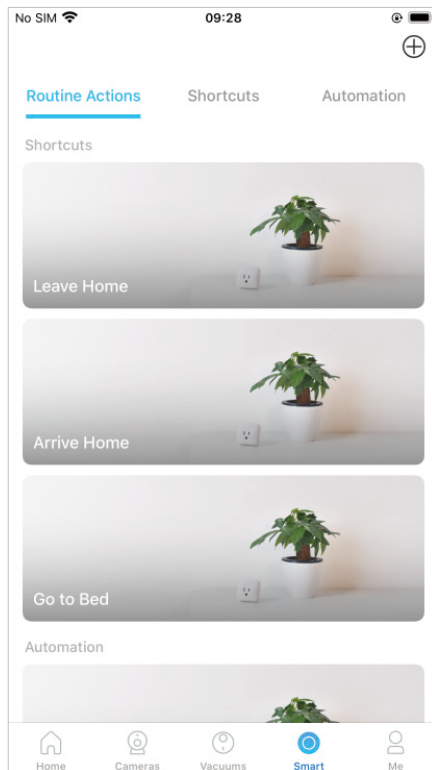 No SIM 09:28
Routine Actions Shortcuts Automation
Shortcuts
Leave Home
Arrive Home
Go to Bed
Automation
Home Cameras Vacuums Smart Me